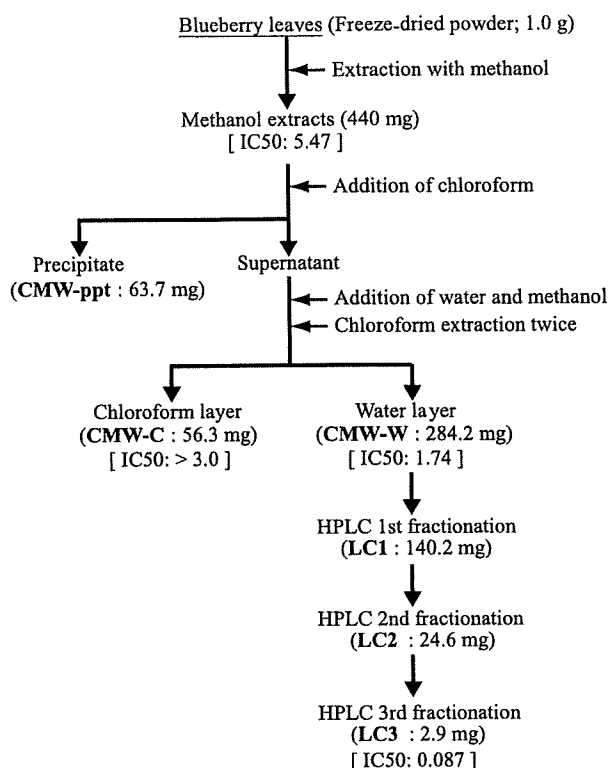 Blueberry leaves (Freeze-dried powder; 1.0 g)
Extraction with methanol
Methanol extracts (440 mg)
[ IC50: 5.47 ]
Addition of chloroform
Precipitate
(CMW-ppt : 63.7 mg)
Supernatant
Addition of water and methanol
Chloroform extraction twice
Chloroform layer
(CMW-C : 56.3 mg)
[ IC50: > 3.0 ]
Water layer
(CMW-W : 284.2 mg)
[ IC50: 1.74 ]
HPLC 1st fractionation
(LC1 : 140.2 mg)
HPLC 2nd fractionation
(LC2 : 24.6 mg)
HPLC 3rd fractionation
(LC3 : 2.9 mg)
[ IC50: 0.087 ]